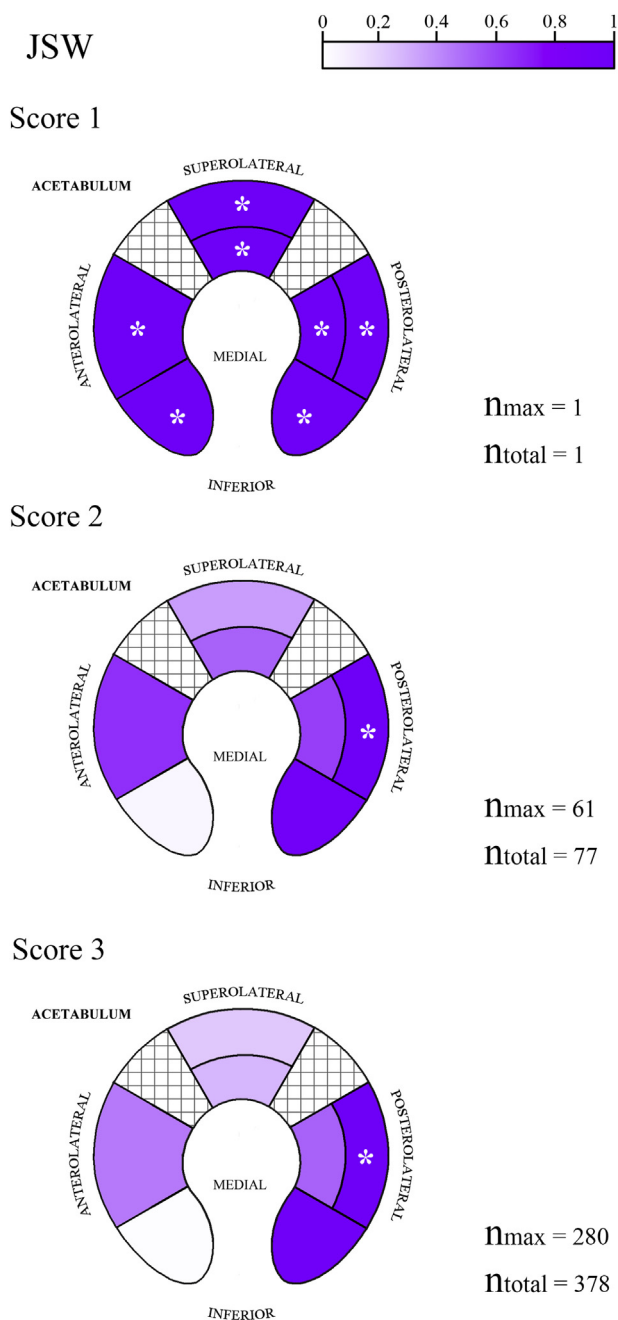 JSW
0 0.2 0.4 0.6 0.8 1
Score 1
ACETABULUM
SUPEROLATERAL
ANTEROLATERAL
POSTEROLATERAL
*
*
*
*
*
*
*
MEDIAL
INFERIOR
nmax = 1
ntotal = 1
Score 2
ACETABULUM
SUPEROLATERAL
ANTEROLATERAL
POSTEROLATERAL
*
MEDIAL
INFERIOR
nmax = 61
ntotal = 77
Score 3
ACETABULUM
SUPEROLATERAL
ANTEROLATERAL
POSTEROLATERAL
*
MEDIAL
INFERIOR
nmax = 280
ntotal = 378